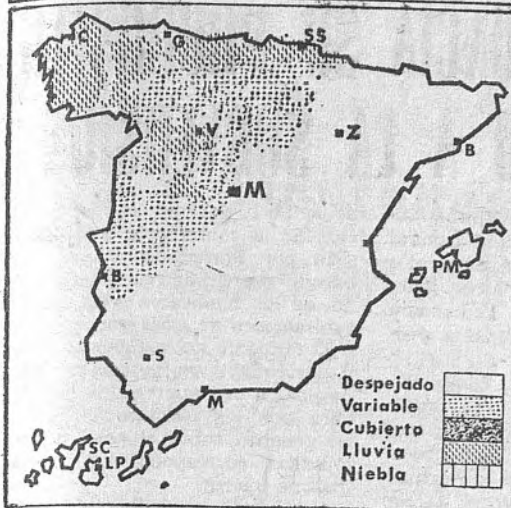 C
G
SS
V
Z
B
M
PM
B
S
M
SC
LP
Despejado
Variable
Cubierto
Lluvia
Niebla